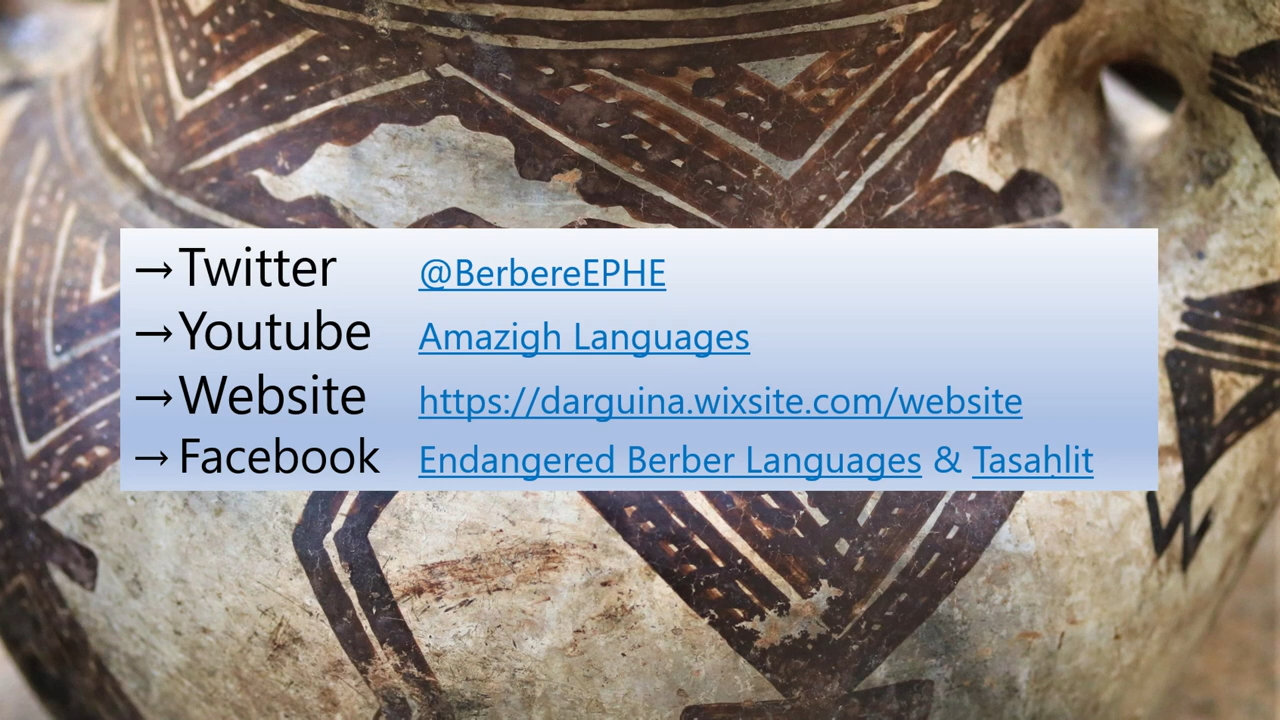 →Twitter @BerbereEPHE
→Youtube Amazigh Languages
→Website https://darguina.wixsite.com/website
→Facebook Endangered Berber Languages & Tasaḥlit